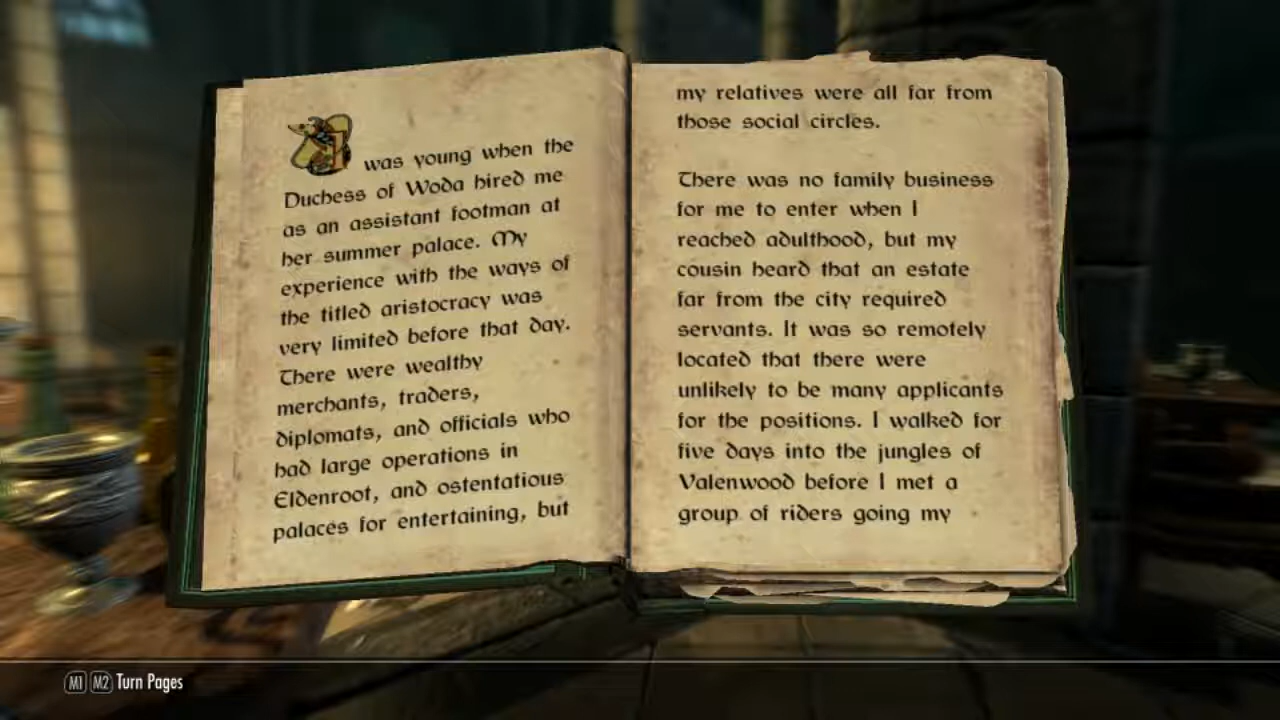 I was young when the
Duchess of Woda hired me
as an assistant footman at
her summer palace. My
experience with the ways of
the titled aristocracy was
very limited before that day.
There were wealthy
merchants, traders,
diplomats, and officials who
had large operations in
Eldenroot, and ostentatious
palaces for entertaining, but
my relatives were all far from
those social circles.
There was no family business
for me to enter when I
reached adulthood, but my
cousin heard that an estate
far from the city required
servants. It was so remotely
located that there were
unlikely to be many applicants
for the positions. I walked for
five days into the jungles of
Valenwood before I met a
group of riders going my
M1 M2 Turn Pages